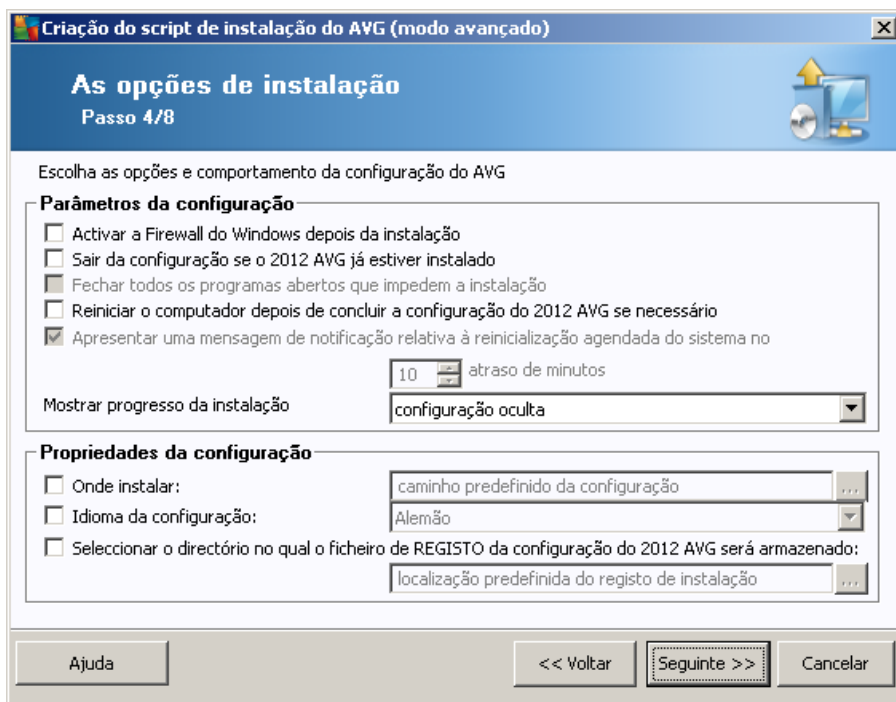 Criação do script de instalação do AVG (modo avançado)
As opções de instalação
Passo 4/8
Escolha as opções e comportamento da configuração do AVG
Parâmetros da configuração
Activar a Firewall do Windows depois da instalação
Sair da configuração se o 2012 AVG já estiver instalado
Fechar todos os programas abertos que impedem a instalação
Reiniciar o computador depois de concluir a configuração do 2012 AVG se necessário
Apresentar uma mensagem de notificação relativa à reinicialização agendada do sistema no
10 atraso de minutos
Mostrar progresso da instalação configuração oculta
Propriedades da configuração
Onde instalar: caminho predefinido da configuração ...
Idioma da configuração: Alemão
Seleccionar o directório no qual o ficheiro de REGISTO da configuração do 2012 AVG será armazenado:
localização predefinida do registo de instalação ...
Ajuda << Voltar Seguinte >> Cancelar